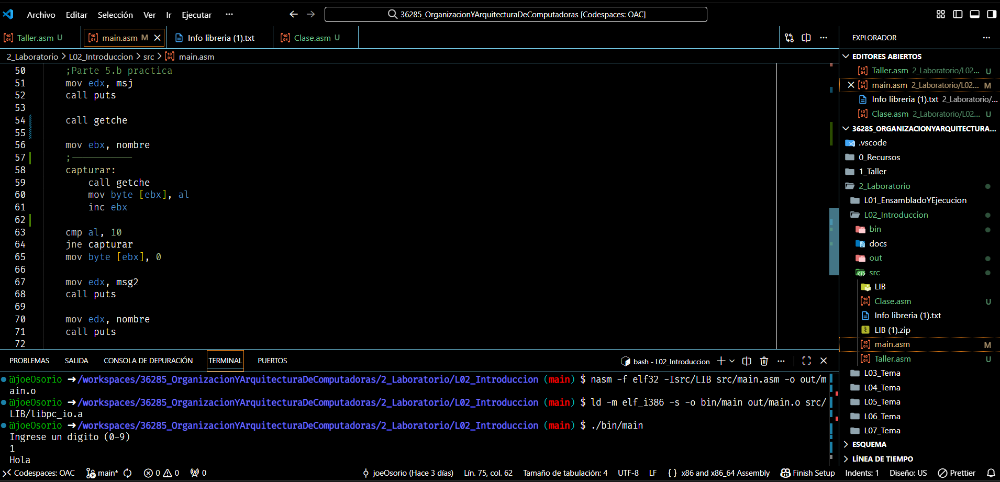 Archivo Editar Selección Ver Ir Ejecutar ··· 36285_OrganizacionYArquitecturaDeComputadoras [Codespaces: OAC]
Taller.asm U main.asm M Info libreria (1).txt Clase.asm U
2_Laboratorio > L02_Introduccion > src > main.asm
50 ;Parte 5.b practica
51 mov edx, msj
52 call puts
53
54 call getche
55
56 mov ebx, nombre
57 ;-----------
58 capturar:
59 call getche
60 mov byte [ebx], al
61 inc ebx
62
63 cmp al, 10
64 jne capturar
65 mov byte [ebx], 0
66
67 mov edx, msg2
68 call puts
69
70 mov edx, nombre
71 call puts
72
PROBLEMAS SALIDA CONSOLA DE DEPURACIÓN TERMINAL PUERTOS bash - L02_Introduccion
@joeOsorio ➜/workspaces/36285_OrganizacionYArquitecturaDeComputadoras/2_Laboratorio/L02_Introduccion (main) $ nasm -f elf32 -Isrc/LIB src/main.asm -o out/m
ain.o
@joeOsorio ➜/workspaces/36285_OrganizacionYArquitecturaDeComputadoras/2_Laboratorio/L02_Introduccion (main) $ ld -m elf_i386 -s -o bin/main out/main.o src/
LIB/libpc_io.a
@joeOsorio ➜/workspaces/36285_OrganizacionYArquitecturaDeComputadoras/2_Laboratorio/L02_Introduccion (main) $ ./bin/main
Ingrese un digito (0-9)
1
Hola
EXPLORADOR
EDITORES ABIERTOS
Taller.asm 2_Laboratorio/L02... U
main.asm 2_Laboratorio/L02... M
Info libreria (1).txt 2_Laboratorio/...
Clase.asm 2_Laboratorio/L02... U
36285_ORGANIZACIONYARQUITECTURA...
.vscode
0_Recursos
1_Taller
2_Laboratorio
L01_EnsambladoYEjecucion
L02_Introduccion
bin
docs
out
src
LIB
Clase.asm U
Info libreria (1).txt
LIB (1).zip
main.asm M
Taller.asm U
L03_Tema
L04_Tema
L05_Tema
L06_Tema
L07_Tema
ESQUEMA
LÍNEA DE TIEMPO
Codespaces: OAC main* 0 0 0 joeOsorio (Hace 3 días) Lín. 75, col. 62 Tamaño de tabulación: 4 UTF-8 LF {} x86 and x86_64 Assembly Finish Setup Indents: 1 Diseño: US Prettier